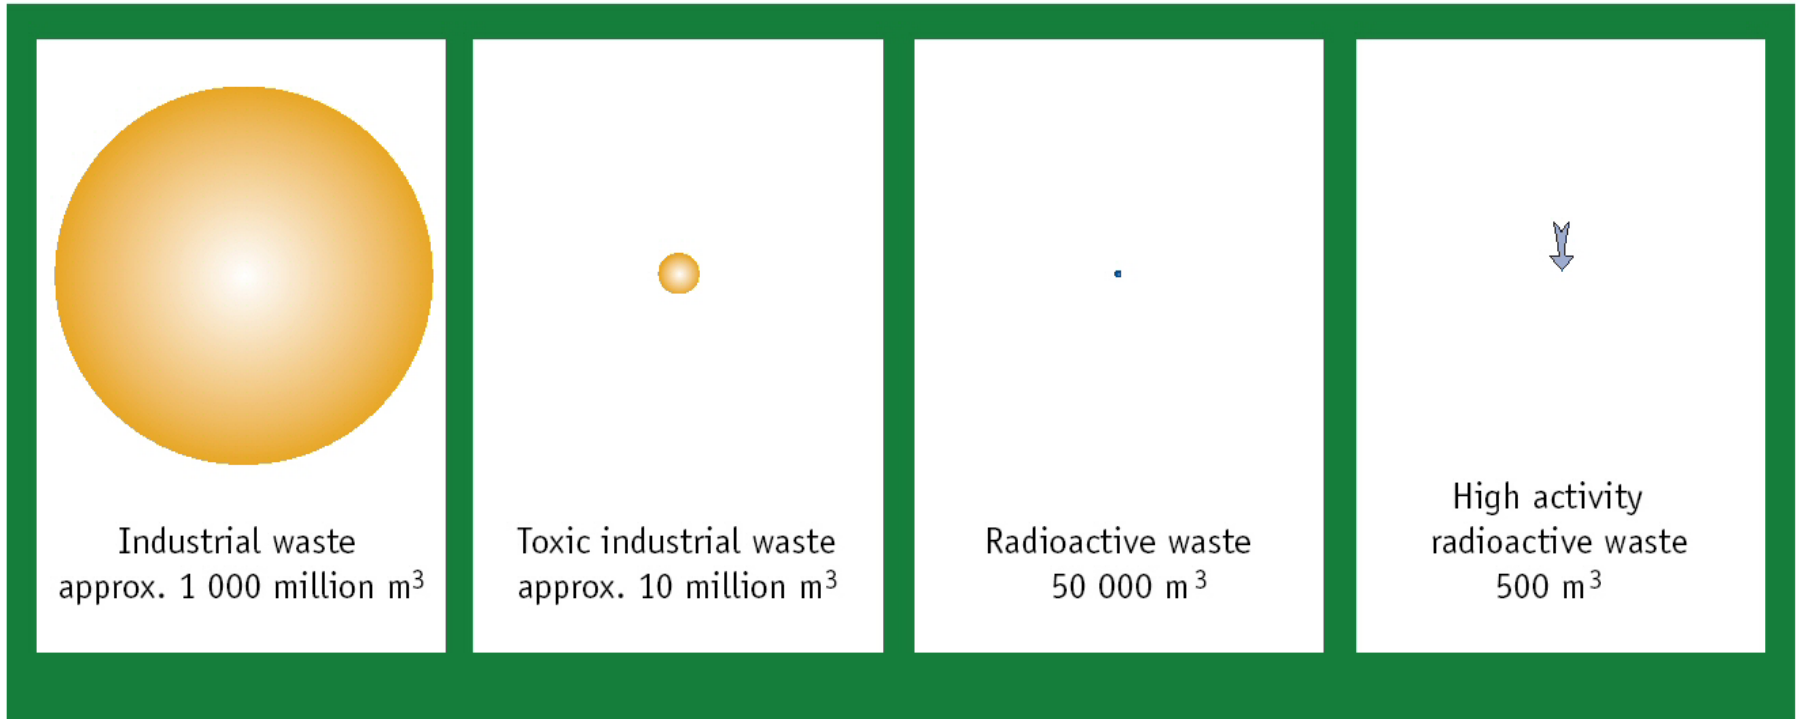 Industrial waste
approx. 1 000 million m³
Toxic industrial waste
approx. 10 million m³
Radioactive waste
50 000 m³
High activity
radioactive waste
500 m³